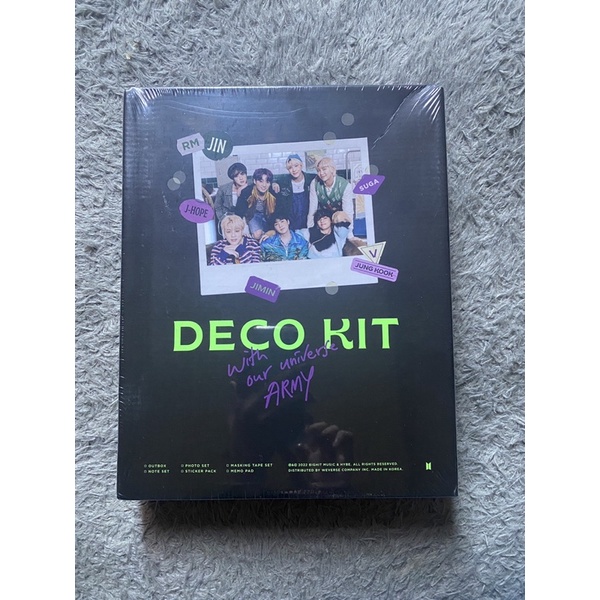 RM
JIN
J-HOPE
SUGA
V
JUNG KOOK
JIMIN
DECO KIT
With
our universe
ARMY
OUTBOX
NOTE SET
PHOTO SET
STICKER PACK
MASKING TAPE SET
MEMO PAD
℗&© 2022 BIGHIT MUSIC & HYBE. ALL RIGHTS RESERVED.
DISTRIBUTED BY WEVERSE COMPANY INC. MADE IN KOREA.